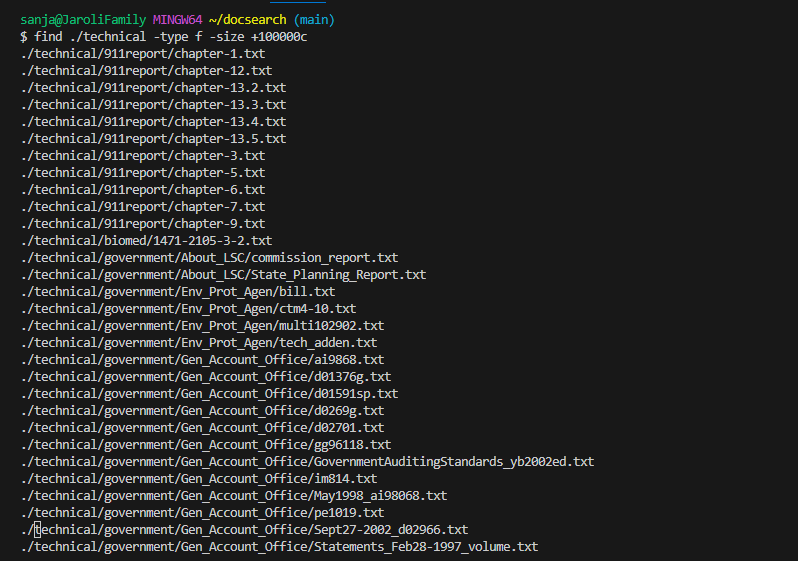 sanja@JaroliFamily MINGW64 ~/docsearch (main)
$ find ./technical -type f -size +100000c
./technical/911report/chapter-1.txt
./technical/911report/chapter-12.txt
./technical/911report/chapter-13.2.txt
./technical/911report/chapter-13.3.txt
./technical/911report/chapter-13.4.txt
./technical/911report/chapter-13.5.txt
./technical/911report/chapter-3.txt
./technical/911report/chapter-5.txt
./technical/911report/chapter-6.txt
./technical/911report/chapter-7.txt
./technical/911report/chapter-9.txt
./technical/biomed/1471-2105-3-2.txt
./technical/government/About_LSC/commission_report.txt
./technical/government/About_LSC/State_Planning_Report.txt
./technical/government/Env_Prot_Agen/bill.txt
./technical/government/Env_Prot_Agen/ctm4-10.txt
./technical/government/Env_Prot_Agen/multi102902.txt
./technical/government/Env_Prot_Agen/tech_adden.txt
./technical/government/Gen_Account_Office/ai9868.txt
./technical/government/Gen_Account_Office/d01376g.txt
./technical/government/Gen_Account_Office/d01591sp.txt
./technical/government/Gen_Account_Office/d0269g.txt
./technical/government/Gen_Account_Office/d02701.txt
./technical/government/Gen_Account_Office/gg96118.txt
./technical/government/Gen_Account_Office/GovernmentAuditingStandards_yb2002ed.txt
./technical/government/Gen_Account_Office/im814.txt
./technical/government/Gen_Account_Office/May1998_ai98068.txt
./technical/government/Gen_Account_Office/pe1019.txt
./technical/government/Gen_Account_Office/Sept27-2002_d02966.txt
./technical/government/Gen_Account_Office/Statements_Feb28-1997_volume.txt